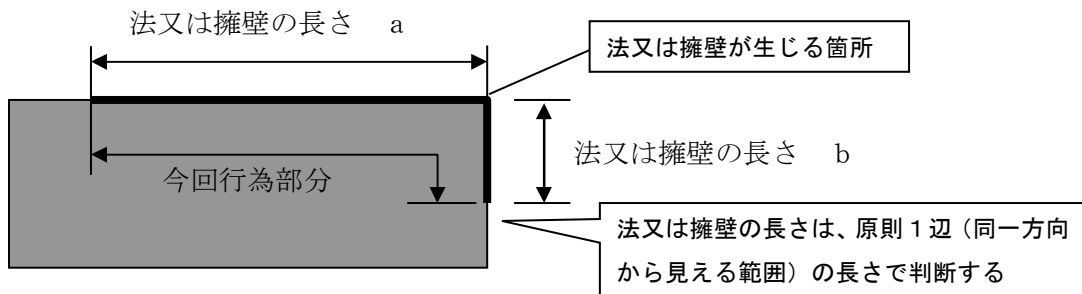 法又は擁壁の長さ a
法又は擁壁が生じる箇所
法又は擁壁の長さ b
今回行為部分
法又は擁壁の長さは、原則1辺（同一方向
から見える範囲）の長さで判断する